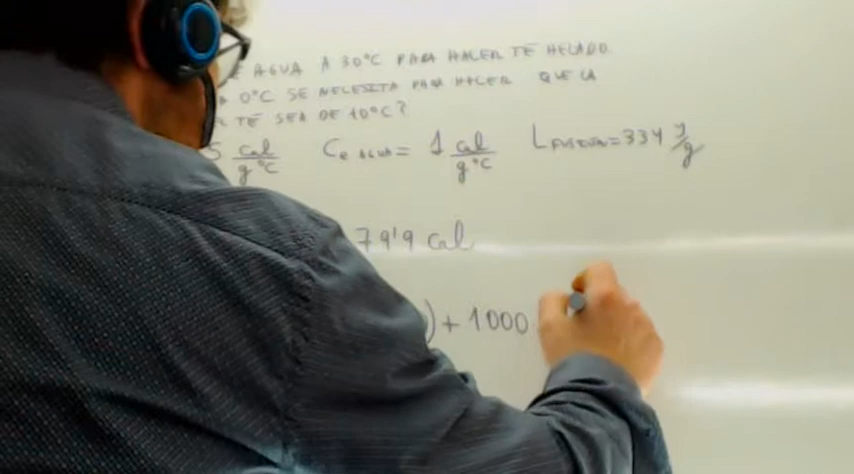 AGUA A 30°C PARA HACER TE HELADO.
0°C SE NECESITA PARA HACER QUE LA
TÉ SEA DE 10°C?
5 cal/g°C Ce AGUA = 1 cal/g°C LFUSION=334 J/g
79'9 cal
) + 1000